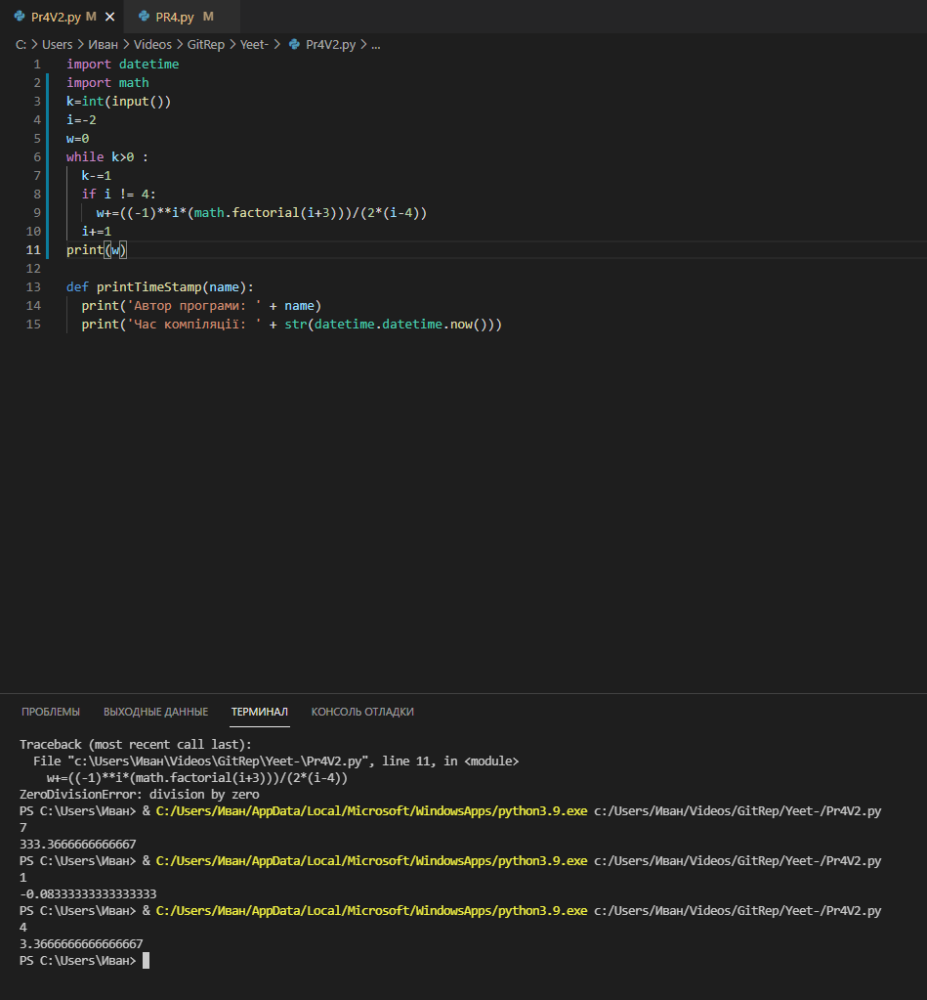 Pr4V2.py M PR4.py M
C: > Users > Иван > Videos > GitRep > Yeet- > Pr4V2.py > ...
1 import datetime
2 import math
3 k=int(input())
4 i=-2
5 w=0
6 while k>0 :
7 k-=1
8 if i != 4:
9 w+=((-1)**i*(math.factorial(i+3)))/(2*(i-4))
10 i+=1
11 print(w)
12
13 def printTimeStamp(name):
14 print('Автор програми: ' + name)
15 print('Час компіляції: ' + str(datetime.datetime.now()))
ПРОБЛЕМЫ ВЫХОДНЫЕ ДАННЫЕ ТЕРМИНАЛ КОНСОЛЬ ОТЛАДКИ
Traceback (most recent call last):
File "c:\Users\Иван\Videos\GitRep\Yeet-\Pr4V2.py", line 11, in <module>
w+=((-1)**i*(math.factorial(i+3)))/(2*(i-4))
ZeroDivisionError: division by zero
PS C:\Users\Иван> & C:/Users/Иван/AppData/Local/Microsoft/WindowsApps/python3.9.exe c:/Users/Иван/Videos/GitRep/Yeet-/Pr4V2.py
7
333.3666666666667
PS C:\Users\Иван> & C:/Users/Иван/AppData/Local/Microsoft/WindowsApps/python3.9.exe c:/Users/Иван/Videos/GitRep/Yeet-/Pr4V2.py
1
-0.08333333333333333
PS C:\Users\Иван> & C:/Users/Иван/AppData/Local/Microsoft/WindowsApps/python3.9.exe c:/Users/Иван/Videos/GitRep/Yeet-/Pr4V2.py
4
3.3666666666666667
PS C:\Users\Иван>